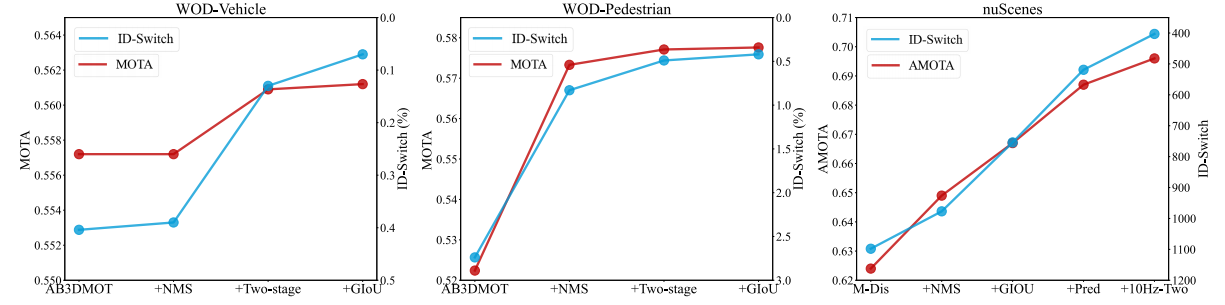 WOD-Vehicle
0.564
0.562
0.560
0.558
0.556
0.554
0.552
0.550
MOTA
ID-Switch
MOTA
0.0
0.1
0.2
0.3
0.4
0.5
ID-Switch (%)
AB3DMOT
+NMS
+Two-stage
+GIoU
WOD-Pedestrian
0.58
0.57
0.56
0.55
0.54
0.53
0.52
MOTA
ID-Switch
MOTA
0.0
0.5
1.0
1.5
2.0
2.5
3.0
ID-Switch (%)
AB3DMOT
+NMS
+Two-stage
+GIoU
nuScenes
0.71
0.70
0.69
0.68
0.67
0.66
0.65
0.64
0.63
0.62
AMOTA
ID-Switch
AMOTA
400
500
600
700
800
900
1000
1100
1200
ID-Switch
M-Dis
+NMS
+GIOU
+Pred
+10Hz-Two